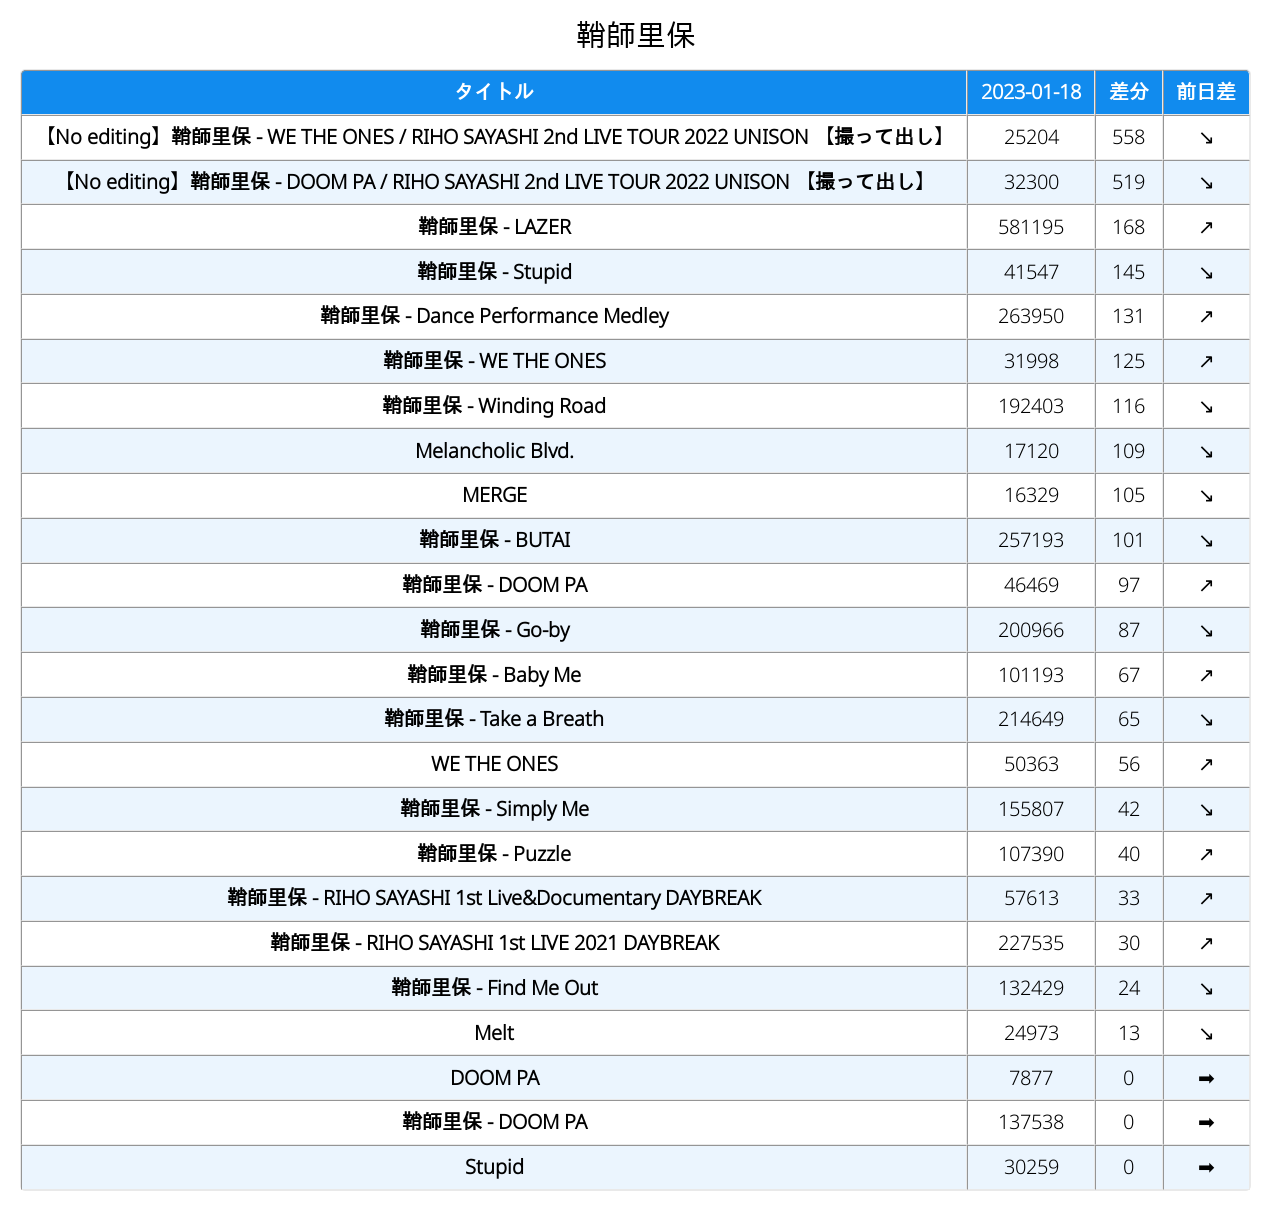 鞘師里保
タイトル 2023-01-18 差分 前日差
【No editing】鞘師里保 - WE THE ONES / RIHO SAYASHI 2nd LIVE TOUR 2022 UNISON 【撮って出し】 25204 558 ↘
【No editing】鞘師里保 - DOOM PA / RIHO SAYASHI 2nd LIVE TOUR 2022 UNISON 【撮って出し】 32300 519 ↘
鞘師里保 - LAZER 581195 168 ↗
鞘師里保 - Stupid 41547 145 ↘
鞘師里保 - Dance Performance Medley 263950 131 ↗
鞘師里保 - WE THE ONES 31998 125 ↗
鞘師里保 - Winding Road 192403 116 ↘
Melancholic Blvd. 17120 109 ↘
MERGE 16329 105 ↘
鞘師里保 - BUTAI 257193 101 ↘
鞘師里保 - DOOM PA 46469 97 ↗
鞘師里保 - Go-by 200966 87 ↘
鞘師里保 - Baby Me 101193 67 ↗
鞘師里保 - Take a Breath 214649 65 ↘
WE THE ONES 50363 56 ↗
鞘師里保 - Simply Me 155807 42 ↘
鞘師里保 - Puzzle 107390 40 ↗
鞘師里保 - RIHO SAYASHI 1st Live&Documentary DAYBREAK 57613 33 ↗
鞘師里保 - RIHO SAYASHI 1st LIVE 2021 DAYBREAK 227535 30 ↗
鞘師里保 - Find Me Out 132429 24 ↘
Melt 24973 13 ↘
DOOM PA 7877 0 ➡
鞘師里保 - DOOM PA 137538 0 ➡
Stupid 30259 0 ➡